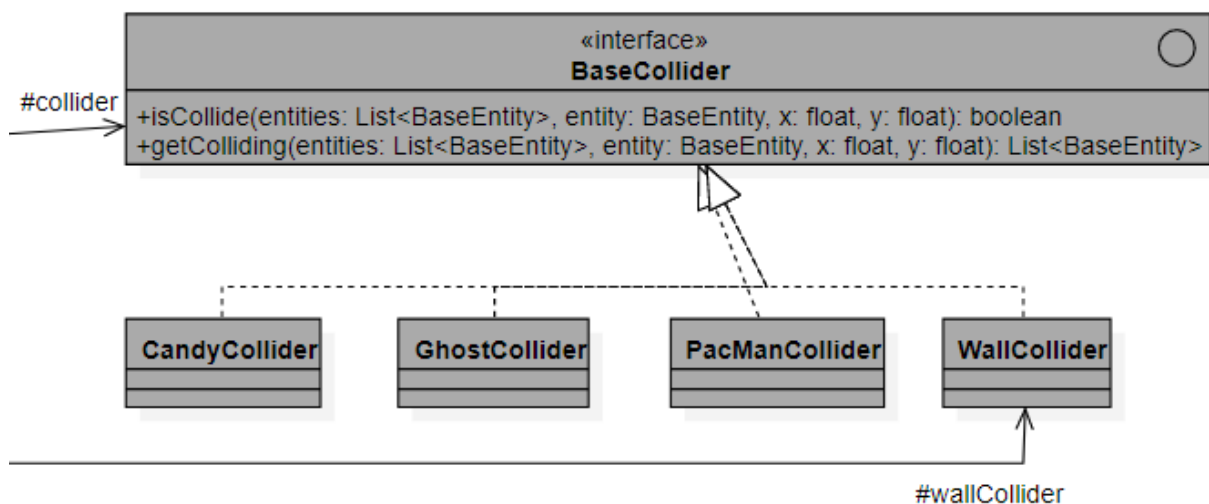 «interface»
BaseCollider
#collider
+isCollide(entities: List<BaseEntity>, entity: BaseEntity, x: float, y: float): boolean
+getColliding(entities: List<BaseEntity>, entity: BaseEntity, x: float, y: float): List<BaseEntity>
CandyCollider
GhostCollider
PacManCollider
WallCollider
#wallCollider